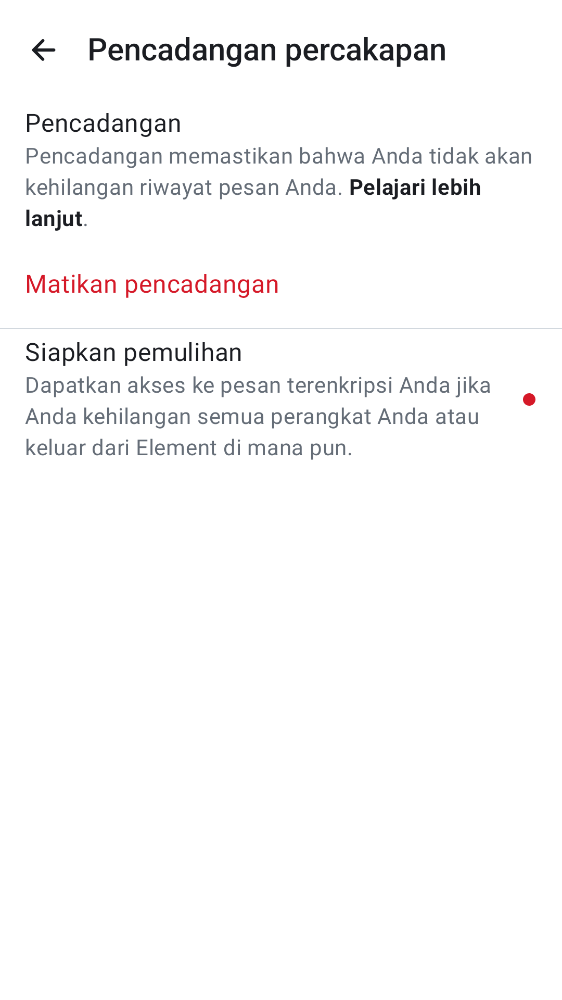 Pencadangan percakapan
Pencadangan
Pencadangan memastikan bahwa Anda tidak akan
kehilangan riwayat pesan Anda. Pelajari lebih
lanjut.
Matikan pencadangan
Siapkan pemulihan
Dapatkan akses ke pesan terenkripsi Anda jika
Anda kehilangan semua perangkat Anda atau
keluar dari Element di mana pun.